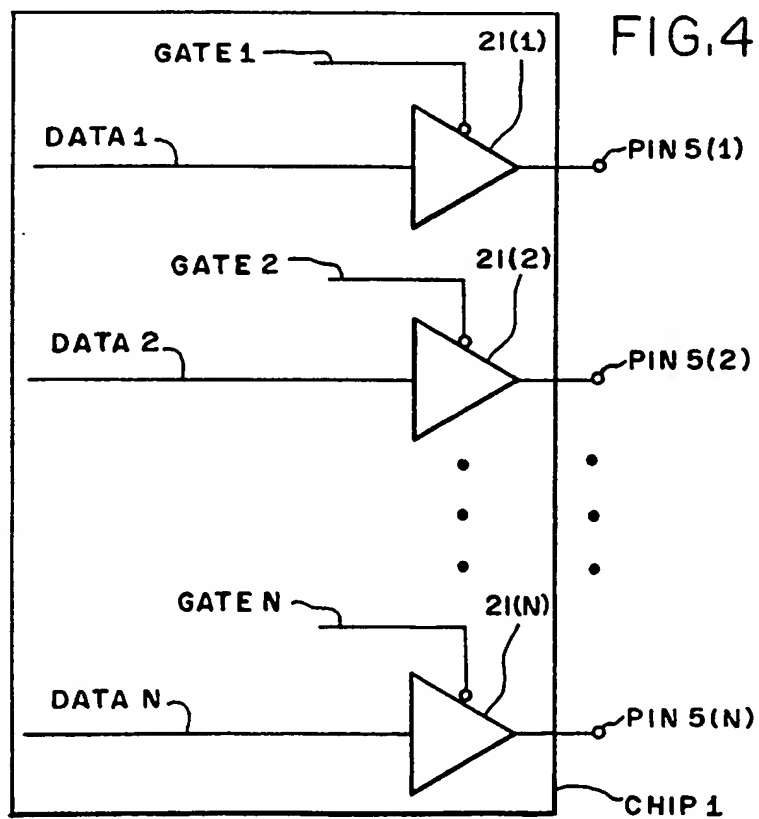 FIG.4
GATE 1
21(1)
DATA 1
PIN 5(1)
GATE 2
21(2)
DATA 2
PIN 5(2)
GATE N
21(N)
DATA N
PIN 5(N)
CHIP 1